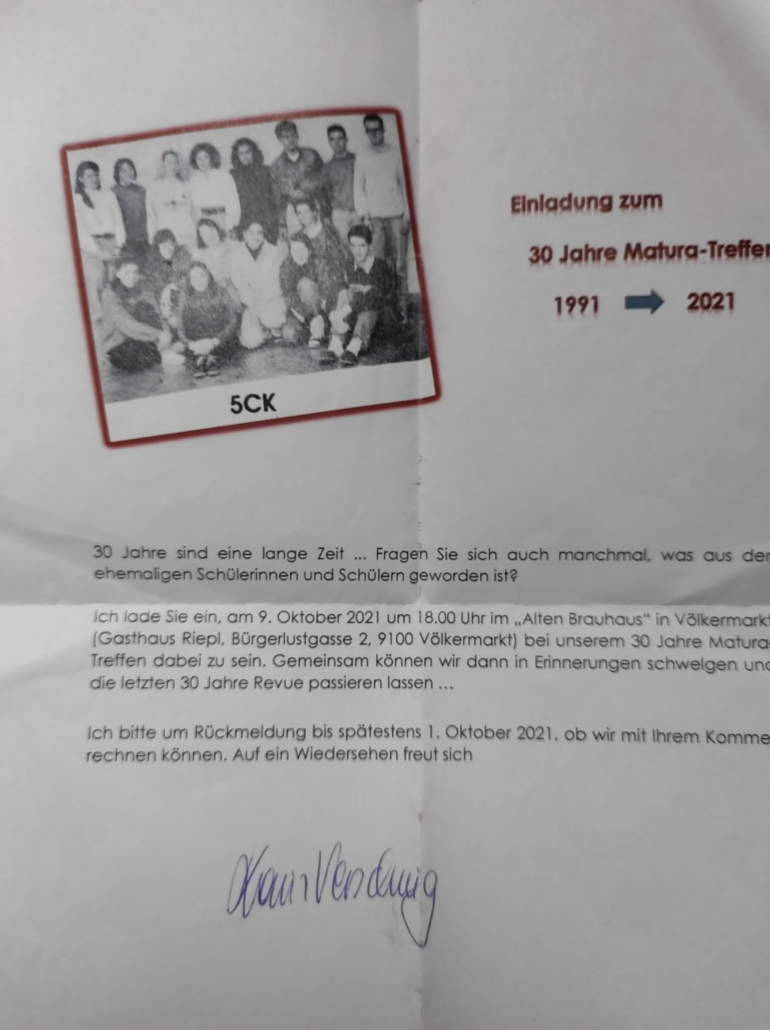 Einladung zum
30 Jahre Matura-Treffen
1991 2021
5CK
30 Jahre sind eine lange Zeit ... Fragen Sie sich auch manchmal, was aus den
ehemaligen Schülerinnen und Schülern geworden ist?
Ich lade Sie ein, am 9. Oktober 2021 um 18.00 Uhr im „Alten Brauhaus“ in Völkermarkt
(Gasthaus Riepl, Bürgerlustgasse 2, 9100 Völkermarkt) bei unserem 30 Jahre Matura-
Treffen dabei zu sein. Gemeinsam können wir dann in Erinnerungen schwelgen und
die letzten 30 Jahre Revue passieren lassen ...
Ich bitte um Rückmeldung bis spätestens 1. Oktober 2021, ob wir mit Ihrem Komme
rechnen können. Auf ein Wiedersehen freut sich